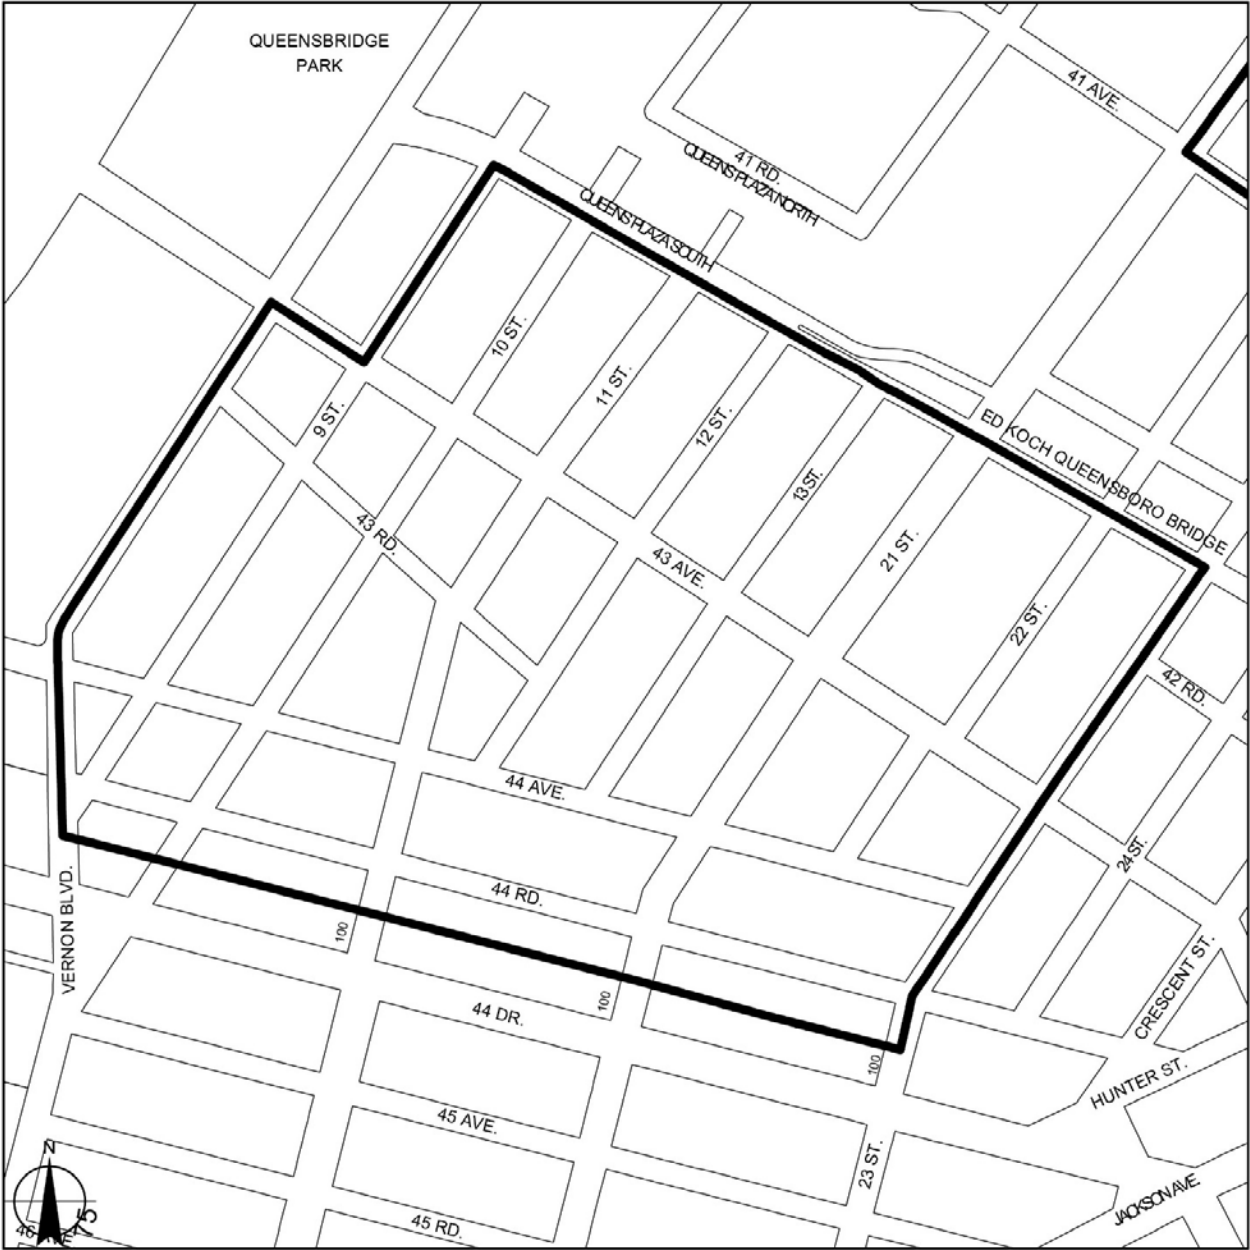 QUEENSBRIDGE
PARK
41 AVE.
41 RD.
QUEENS PLAZA NORTH
QUEENS PLAZA SOUTH
10 ST.
11 ST.
12 ST.
13 ST.
9 ST.
ED KOCH QUEENSBORO BRIDGE
21 ST.
22 ST.
43 RD.
43 AVE.
42 RD.
44 AVE.
24 ST.
44 RD.
VERNON BLVD.
100
100
100
44 DR.
CRESCENT ST.
HUNTER ST.
45 AVE.
23 ST.
JACKSON AVE.
N
45 RD.
46
75